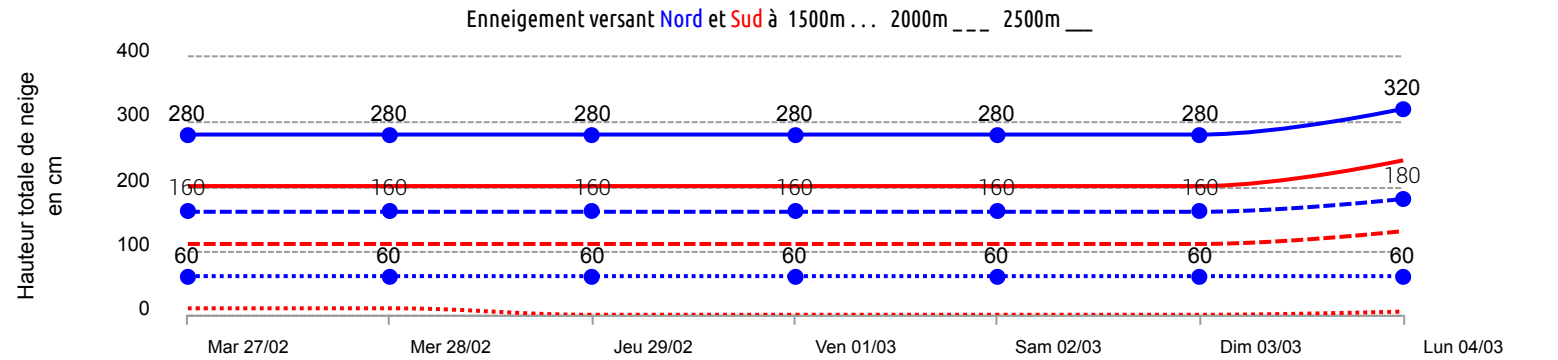 Enneigement versant Nord et Sud à 1500m . . . 2000m _ _ _ 2500m __
Hauteur totale de neige
en cm
400
300
200
100
0
280 280 280 280 280 280 320
160 160 160 160 160 160 180
60 60 60 60 60 60 60
Mar 27/02 Mer 28/02 Jeu 29/02 Ven 01/03 Sam 02/03 Dim 03/03 Lun 04/03